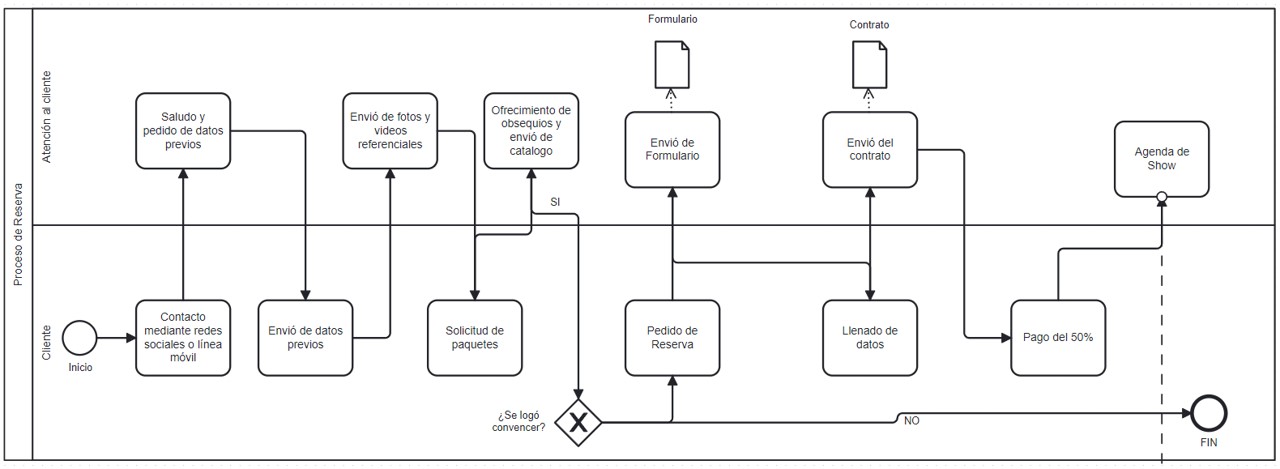 Proceso de Reserva
Atención al cliente
Formulario
Contrato
Saludo y
pedido de datos
previos
Envió de fotos y
videos
referenciales
Ofrecimiento de
obsequios y
envió de
catalogo
Envió de
Formulario
Envió del
contrato
Agenda de
Show
SI
Cliente
Inicio
Contacto
mediante redes
sociales o línea
móvil
Envió de datos
previos
Solicitud de
paquetes
Pedido de
Reserva
Llenado de
datos
Pago del 50%
¿Se logó
convencer?
NO
FIN